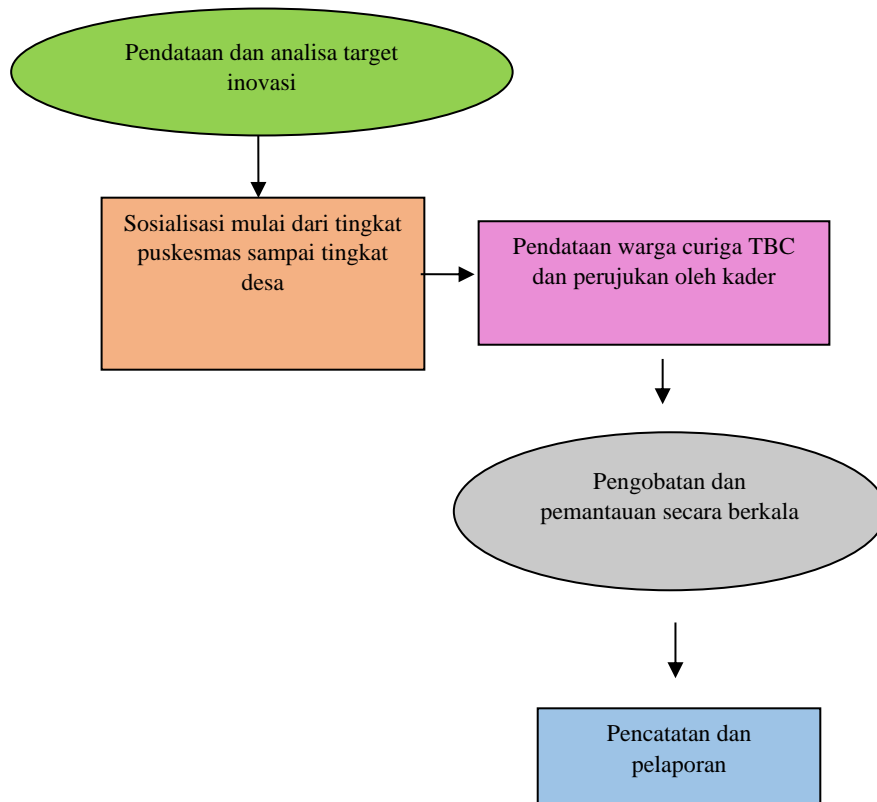 Pendataan dan analisa target
inovasi
Sosialisasi mulai dari tingkat
puskesmas sampai tingkat
desa
Pendataan warga curiga TBC
dan perujukan oleh kader
Pengobatan dan
pemantauan secara berkala
Pencatatan dan
pelaporan